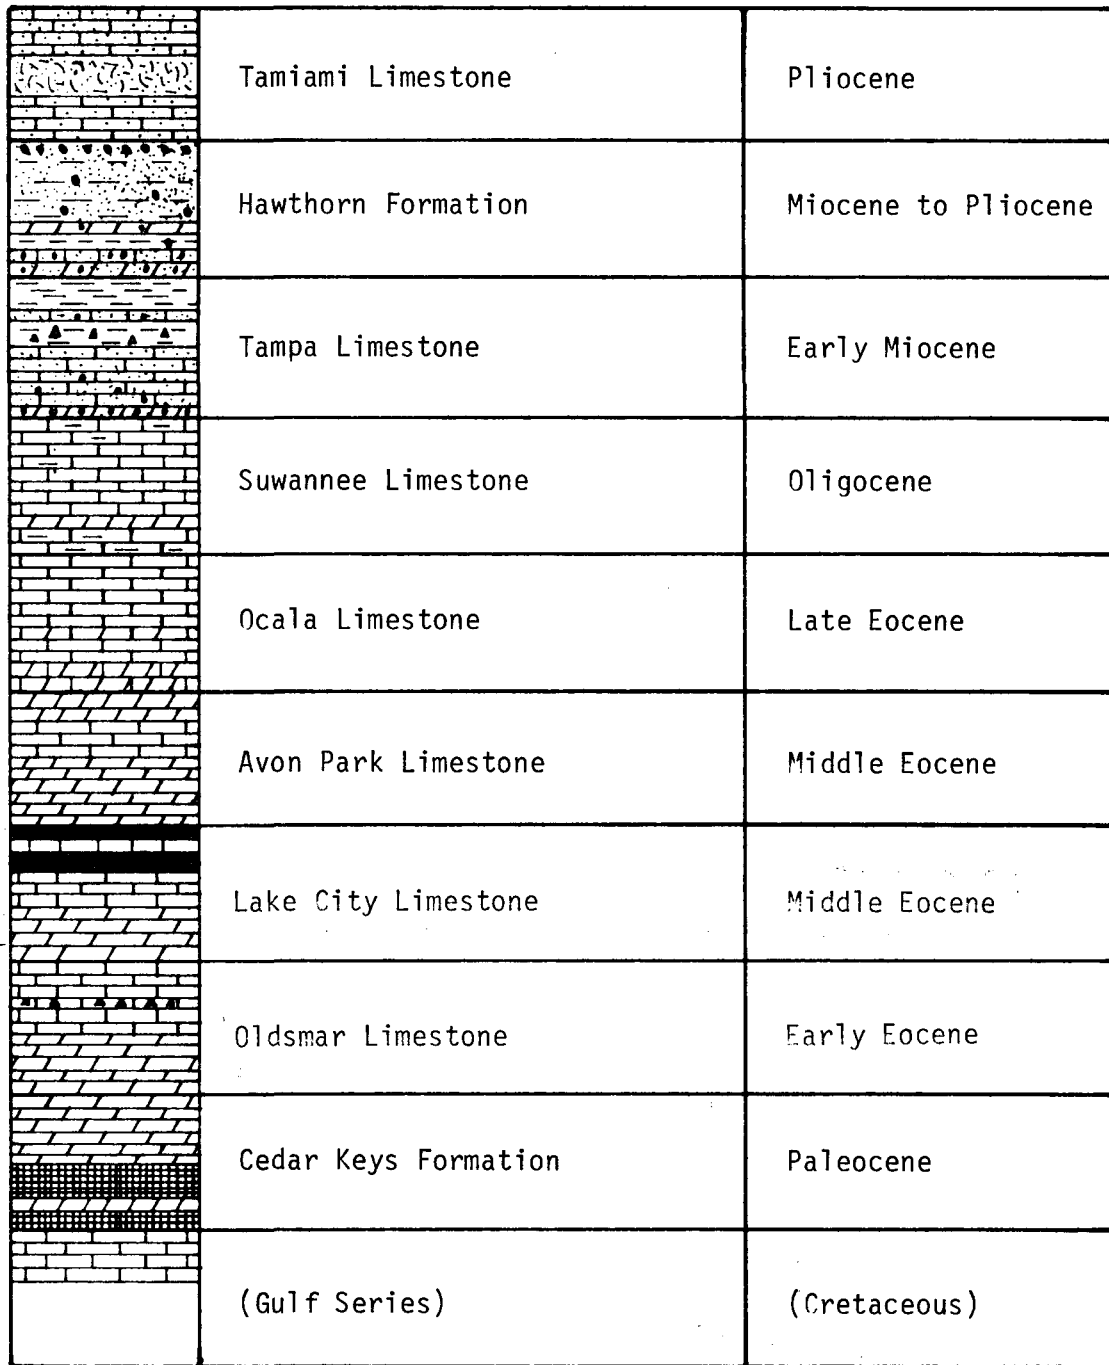 Tamiami Limestone Pliocene
Hawthorn Formation Miocene to Pliocene
Tampa Limestone Early Miocene
Suwannee Limestone Oligocene
Ocala Limestone Late Eocene
Avon Park Limestone Middle Eocene
Lake City Limestone Middle Eocene
Oldsmar Limestone Early Eocene
Cedar Keys Formation Paleocene
(Gulf Series) (Cretaceous)